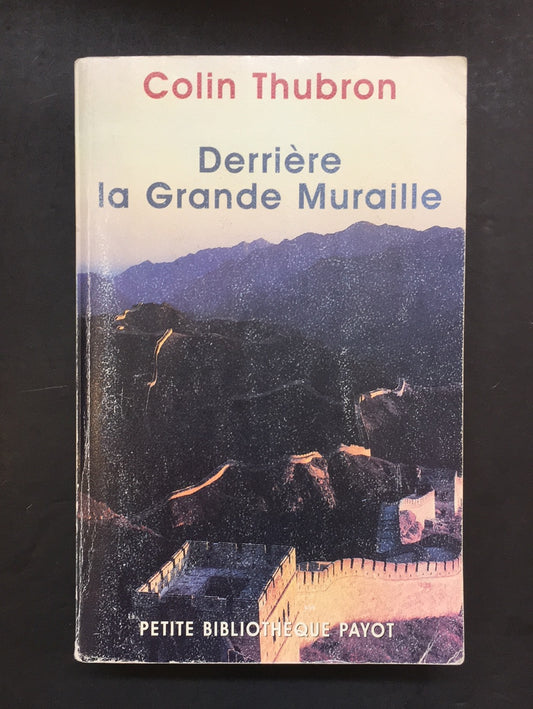 Colin Thubron
Derrière
la Grande Muraille
PETITE BIBLIOTHÈQUE PAYOT